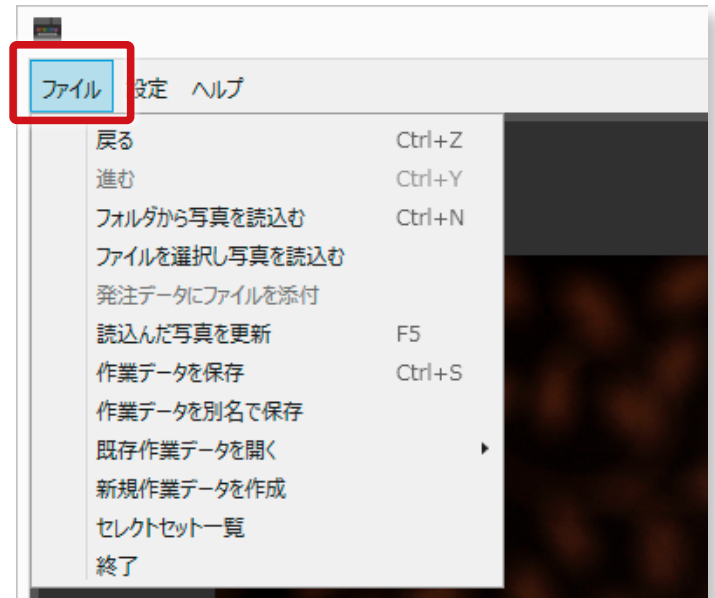 ファイル 設定 ヘルプ
戻る Ctrl+Z
進む Ctrl+Y
フォルダから写真を読込む Ctrl+N
ファイルを選択し写真を読込む
発注データにファイルを添付
読込んだ写真を更新 F5
作業データを保存 Ctrl+S
作業データを別名で保存
既存作業データを開く
新規作業データを作成
セレクトセット一覧
終了